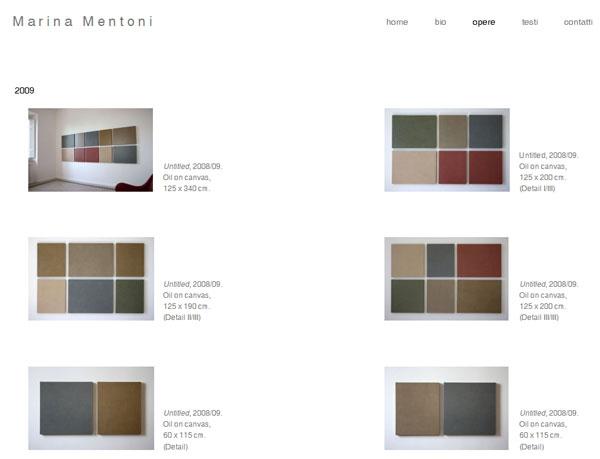 Marina Mentoni
home bio opere testi contatti
2009
Untitled, 2008/09.
Oil on canvas,
125 x 340 cm.
Untitled, 2008/09.
Oil on canvas,
125 x 200 cm.
(Detail I/III)
Untitled, 2008/09.
Oil on canvas,
125 x 190 cm.
(Detail II/III)
Untitled, 2008/09.
Oil on canvas,
125 x 200 cm.
(Detail III/III)
Untitled, 2008/09.
Oil on canvas,
60 x 115 cm.
(Detail)
Untitled, 2008/09.
Oil on canvas,
60 x 115 cm.
(Detail)